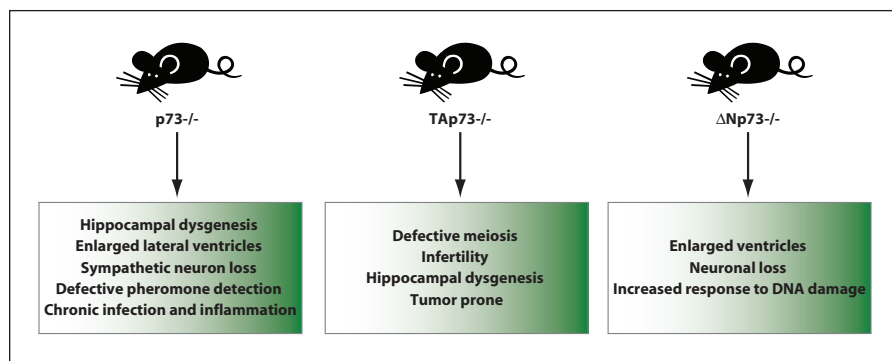 p73-/-
TAp73-/-
ΔNp73-/-
Hippocampal dysgenesis
Enlarged lateral ventricles
Sympathetic neuron loss
Defective pheromone detection
Chronic infection and inflammation
Defective meiosis
Infertility
Hippocampal dysgenesis
Tumor prone
Enlarged ventricles
Neuronal loss
Increased response to DNA damage